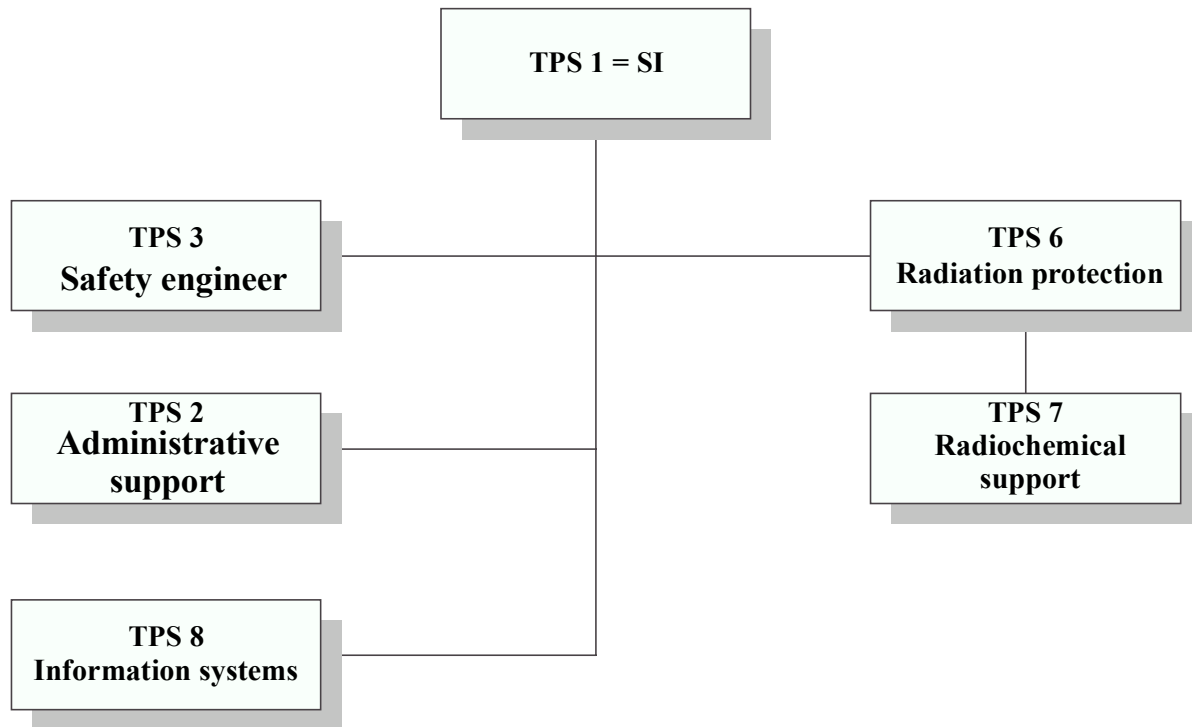 TPS 1 = SI
TPS 3
Safety engineer
TPS 6
Radiation protection
TPS 2
Administrative
support
TPS 7
Radiochemical
support
TPS 8
Information systems